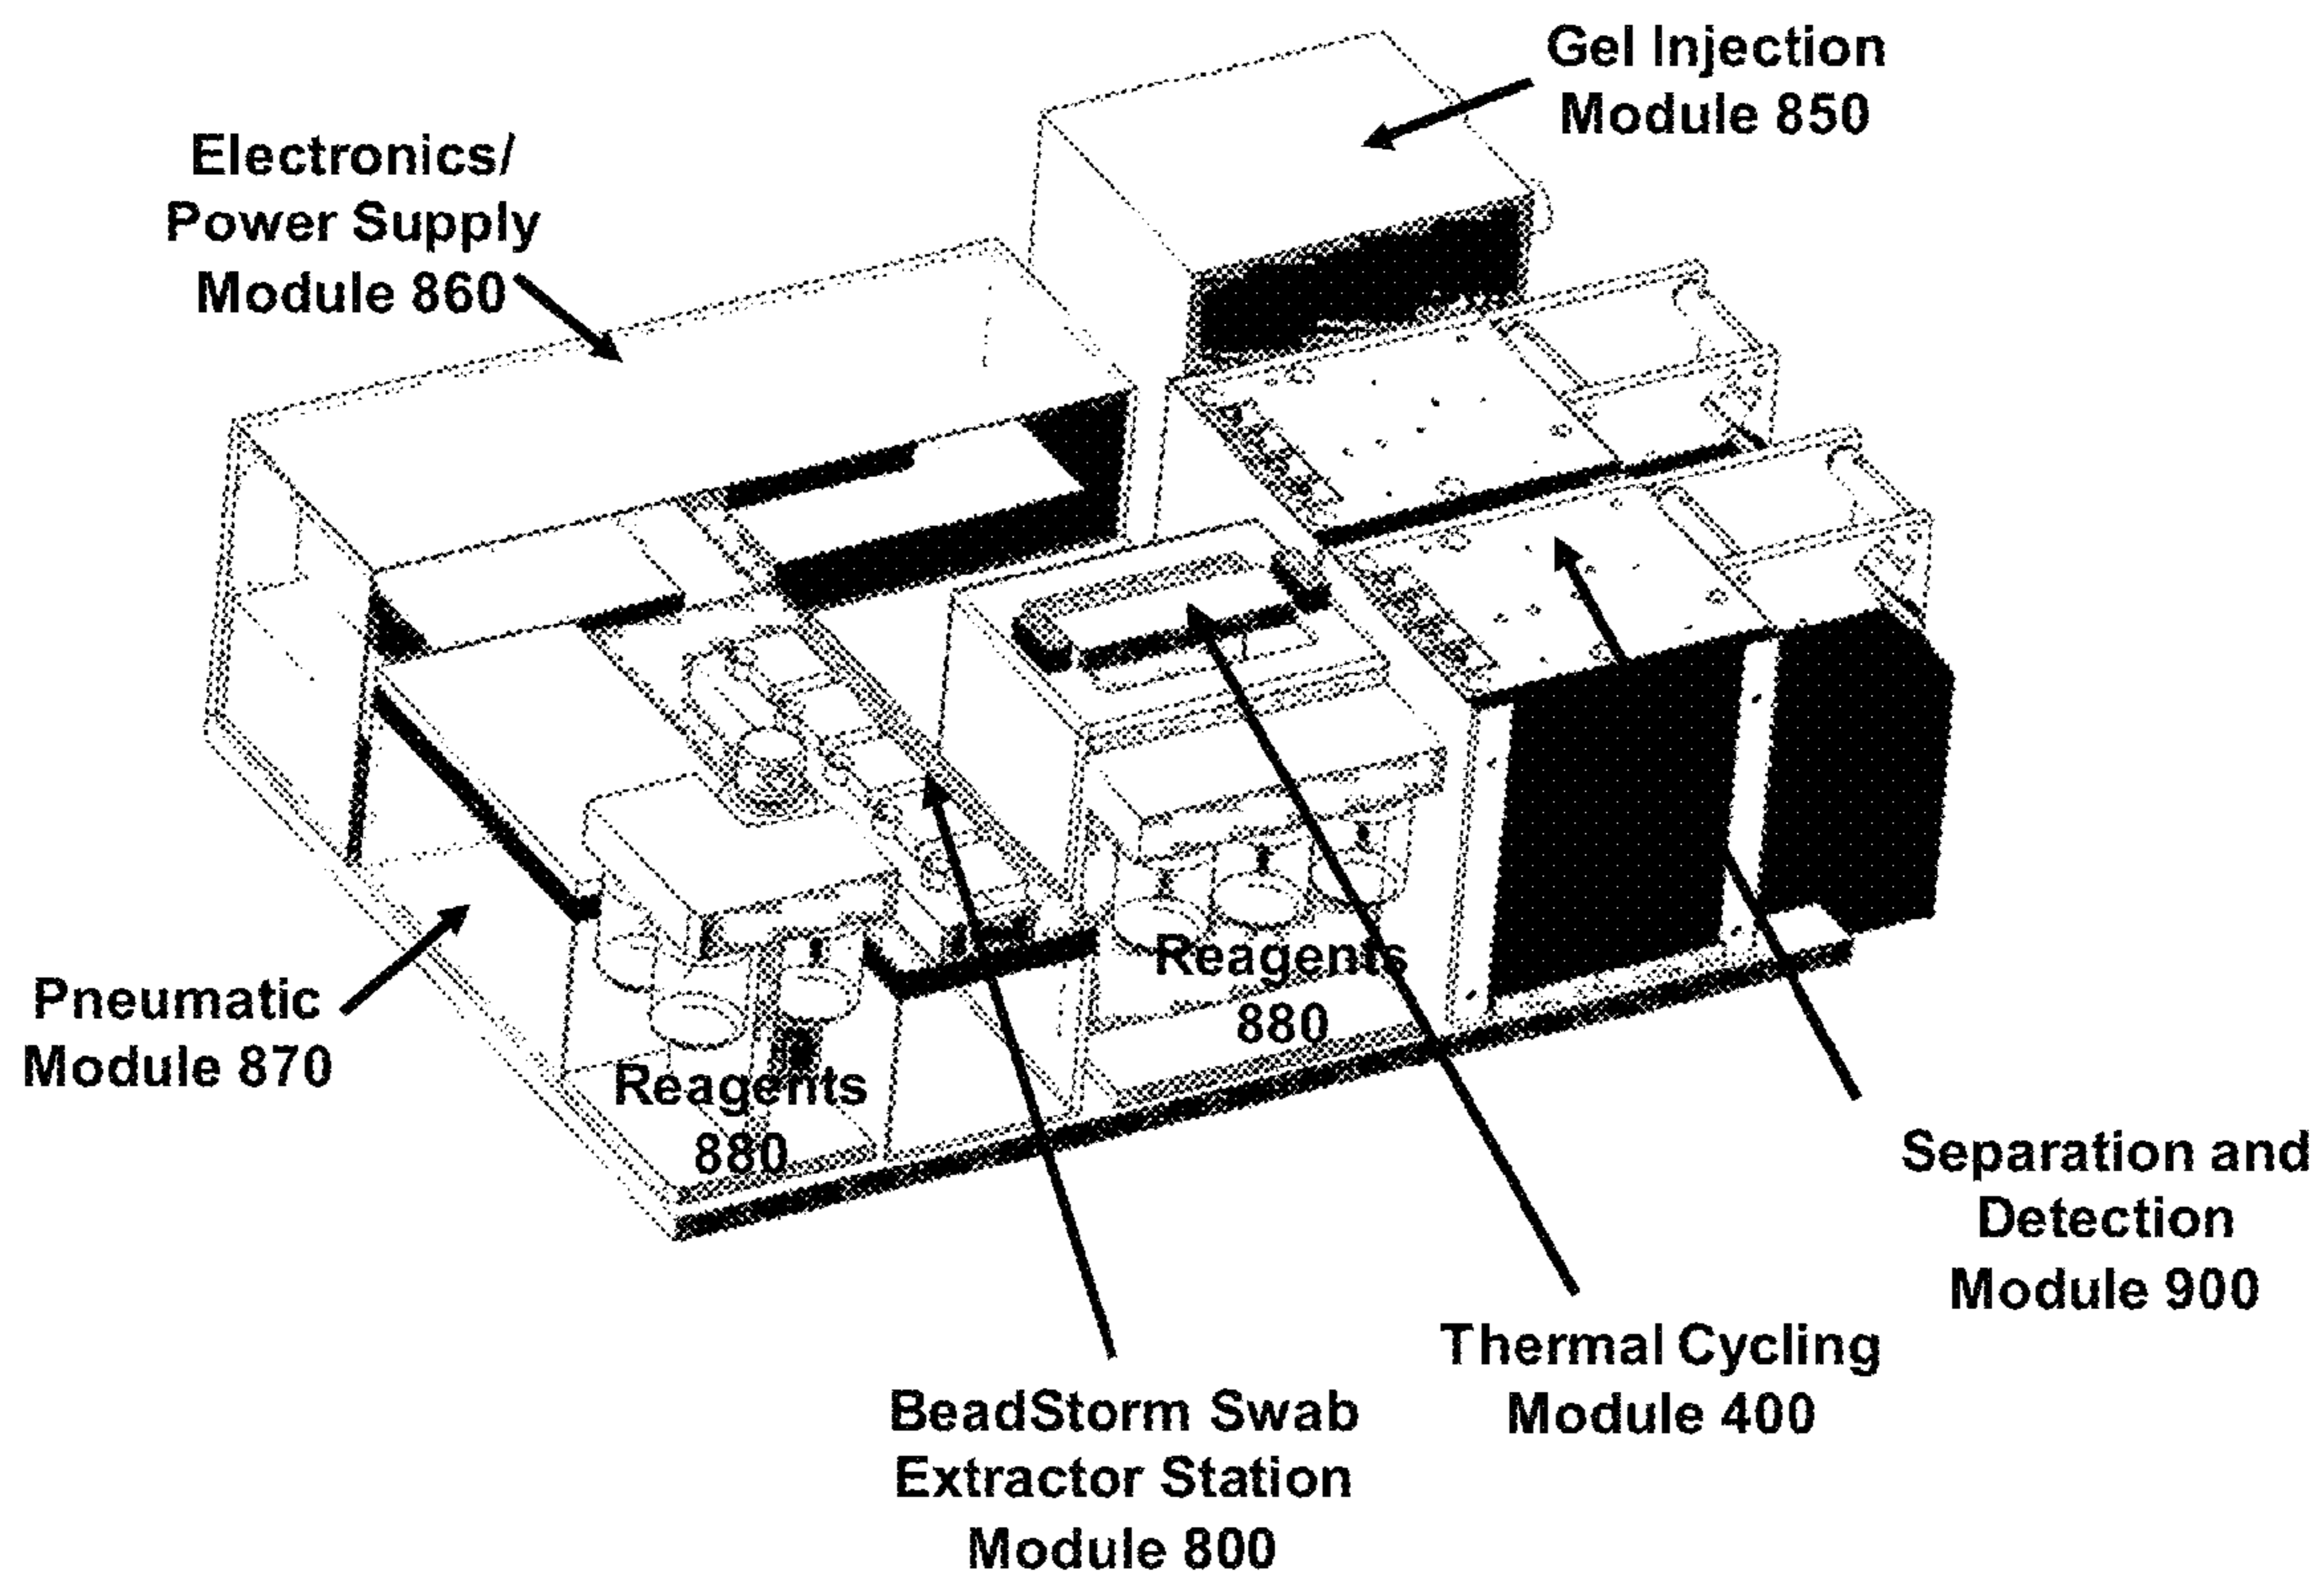 Gel Injection
Module 850
Electronics/
Power Supply
Module 860
Pneumatic
Module 870
Reagents
880
Reagents
880
Separation and
Detection
Module 900
Thermal Cycling
Module 400
BeadStorm Swab
Extractor Station
Module 800